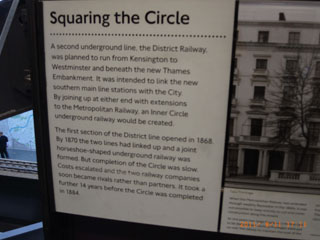 Squaring the Circle
A second underground line, the District Railway,
was planned to run from Kensington to
Westminster and beneath the new Thames
Embankment. It was intended to link the new
southern main line stations with the City.
By joining up at either end with extensions
to the Metropolitan Railway, an Inner Circle
underground railway would be created.
The first section of the District line opened in 1868.
By 1870 the two lines had linked up and a joint
horseshoe-shaped underground railway was
formed. But completion of the Circle was slow.
Costs escalated and the two railway companies
soon became rivals rather than partners. It took a
further 14 years before the Circle was completed
in 1884.